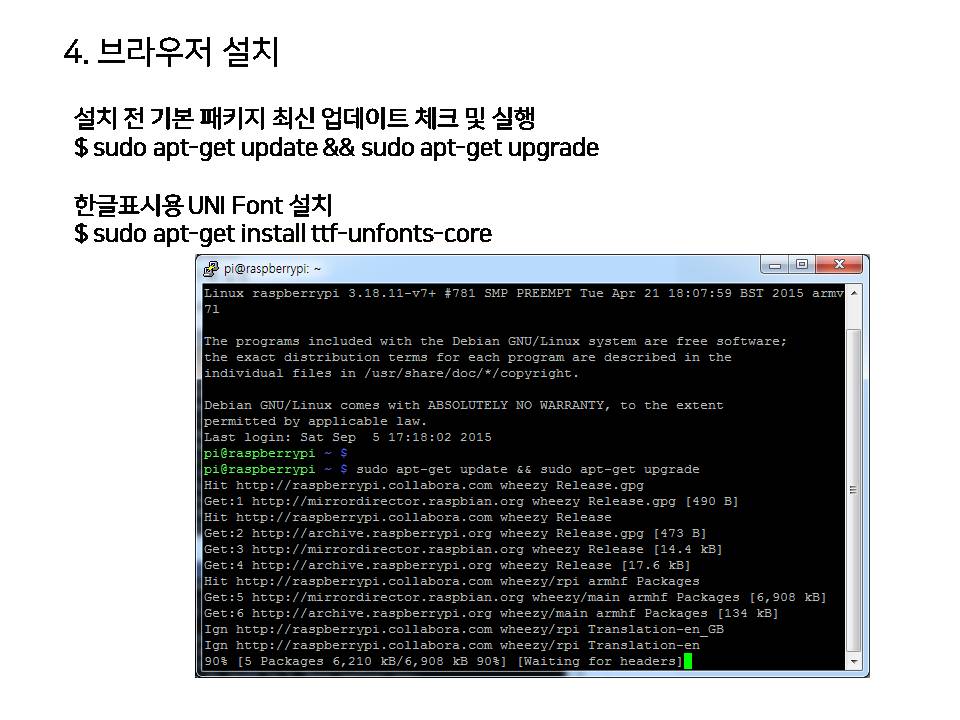 4. 브라우저 설치
설치 전 기본 패키지 최신 업데이트 체크 및 실행
$ sudo apt-get update && sudo apt-get upgrade
한글표시용 UNI Font 설치
$ sudo apt-get install ttf-unfonts-core
pi@raspberrypi: ~
Linux raspberrypi 3.18.11-v7+ #781 SMP PREEMPT Tue Apr 21 18:07:59 BST 2015 armv
7l
The programs included with the Debian GNU/Linux system are free software;
the exact distribution terms for each program are described in the
individual files in /usr/share/doc/*/copyright.
Debian GNU/Linux comes with ABSOLUTELY NO WARRANTY, to the extent
permitted by applicable law.
Last login: Sat Sep  5 17:18:02 2015
pi@raspberrypi ~ $
pi@raspberrypi ~ $ sudo apt-get update && sudo apt-get upgrade
Hit http://raspberrypi.collabora.com wheezy Release.gpg
Get:1 http://mirrordirector.raspbian.org wheezy Release.gpg [490 B]
Hit http://raspberrypi.collabora.com wheezy Release
Get:2 http://archive.raspberrypi.org wheezy Release.gpg [473 B]
Get:3 http://mirrordirector.raspbian.org wheezy Release [14.4 kB]
Get:4 http://archive.raspberrypi.org wheezy Release [17.6 kB]
Hit http://raspberrypi.collabora.com wheezy/rpi armhf Packages
Get:5 http://mirrordirector.raspbian.org wheezy/main armhf Packages [6,908 kB]
Get:6 http://archive.raspberrypi.org wheezy/main armhf Packages [134 kB]
Ign http://raspberrypi.collabora.com wheezy/rpi Translation-en_GB
Ign http://raspberrypi.collabora.com wheezy/rpi Translation-en
90% [5 Packages 6,210 kB/6,908 kB 90%] [Waiting for headers]